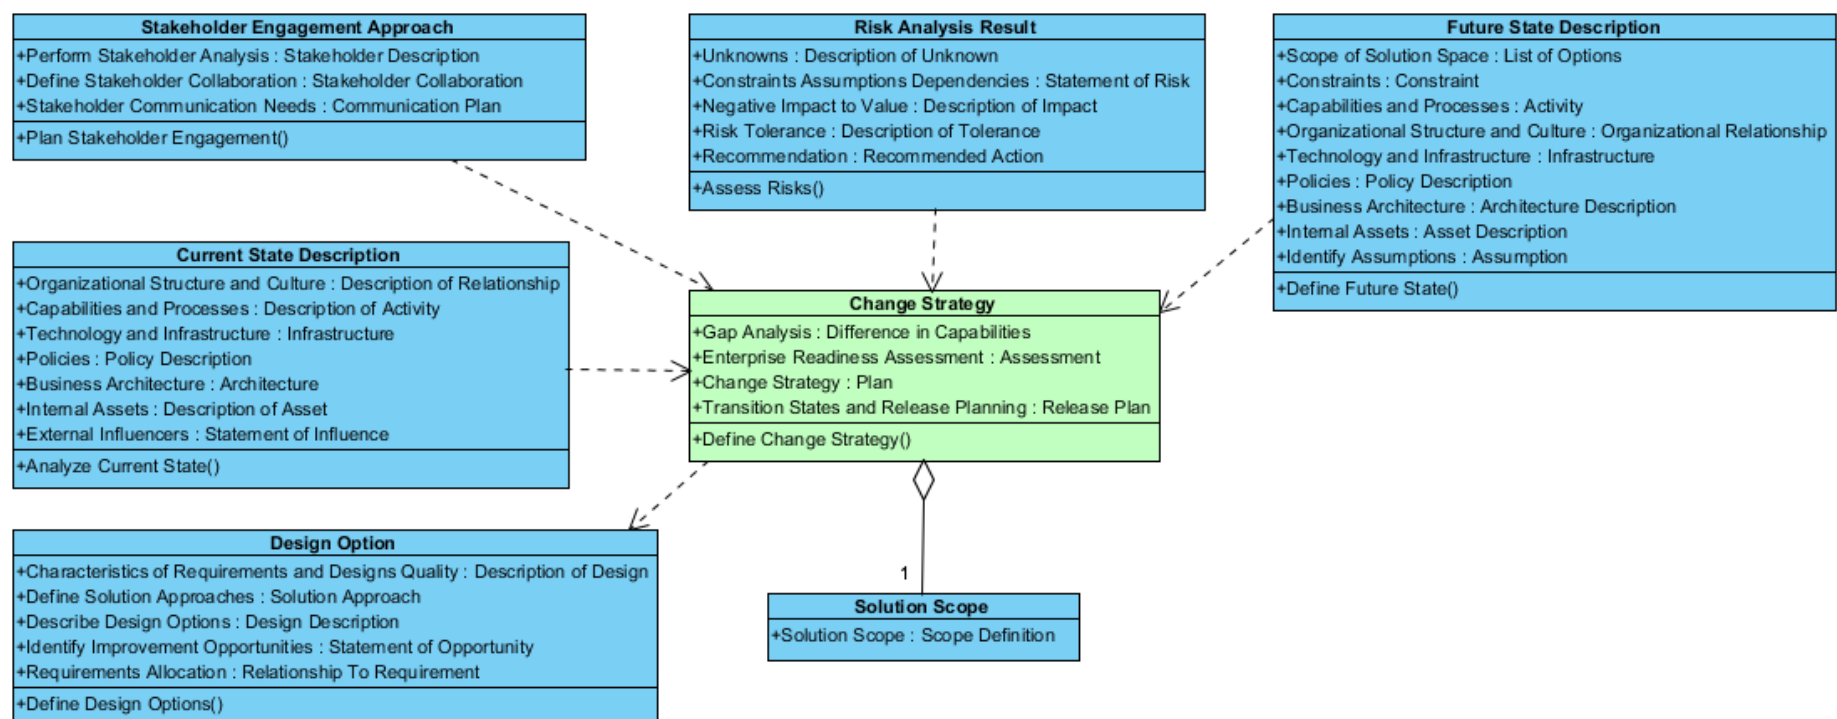 Stakeholder Engagement Approach
+Perform Stakeholder Analysis : Stakeholder Description
+Define Stakeholder Collaboration : Stakeholder Collaboration
+Stakeholder Communication Needs : Communication Plan
+Plan Stakeholder Engagement()
Risk Analysis Result
+Unknowns : Description of Unknown
+Constraints Assumptions Dependencies : Statement of Risk
+Negative Impact to Value : Description of Impact
+Risk Tolerance : Description of Tolerance
+Recommendation : Recommended Action
+Assess Risks()
Future State Description
+Scope of Solution Space : List of Options
+Constraints : Constraint
+Capabilities and Processes : Activity
+Organizational Structure and Culture : Organizational Relationship
+Technology and Infrastructure : Infrastructure
+Policies : Policy Description
+Business Architecture : Architecture Description
+Internal Assets : Asset Description
+Identify Assumptions : Assumption
+Define Future State()
Current State Description
+Organizational Structure and Culture : Description of Relationship
+Capabilities and Processes : Description of Activity
+Technology and Infrastructure : Infrastructure
+Policies : Policy Description
+Business Architecture : Architecture
+Internal Assets : Description of Asset
+External Influencers : Statement of Influence
+Analyze Current State()
Change Strategy
+Gap Analysis : Difference in Capabilities
+Enterprise Readiness Assessment : Assessment
+Change Strategy : Plan
+Transition States and Release Planning : Release Plan
+Define Change Strategy()
Design Option
+Characteristics of Requirements and Designs Quality : Description of Design
+Define Solution Approaches : Solution Approach
+Describe Design Options : Design Description
+Identify Improvement Opportunities : Statement of Opportunity
+Requirements Allocation : Relationship To Requirement
+Define Design Options()
1
Solution Scope
+Solution Scope : Scope Definition